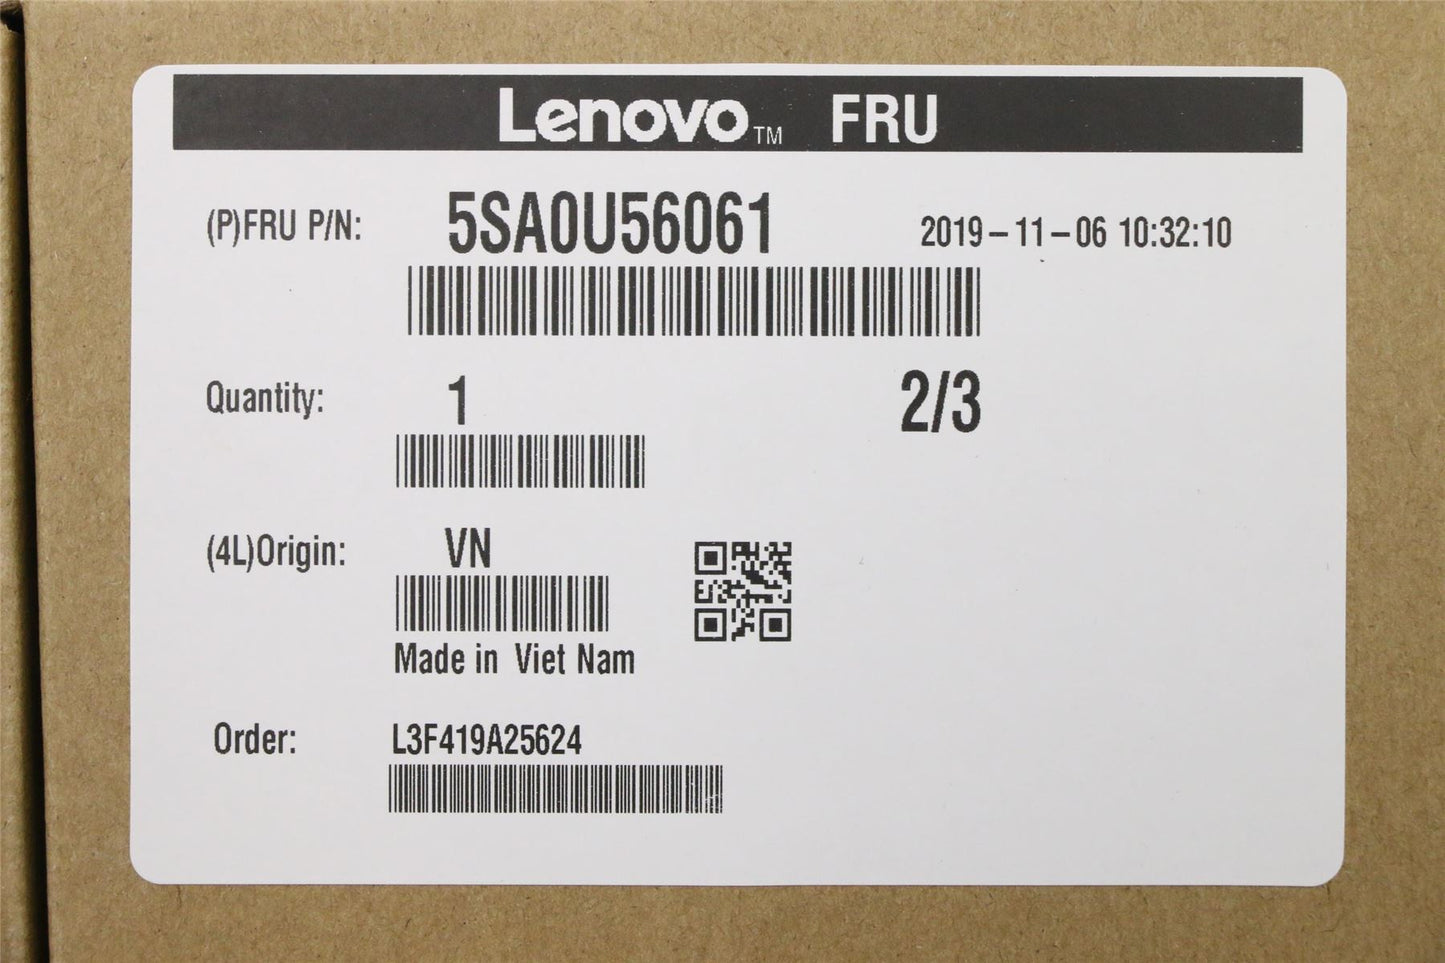 Lenovo™ FRU
(P)FRU P/N: 5SA0U56061 2019-11-06 10:32:10
Quantity: 1 2/3
(4L)Origin: VN
Made in Viet Nam
Order: L3F419A25624